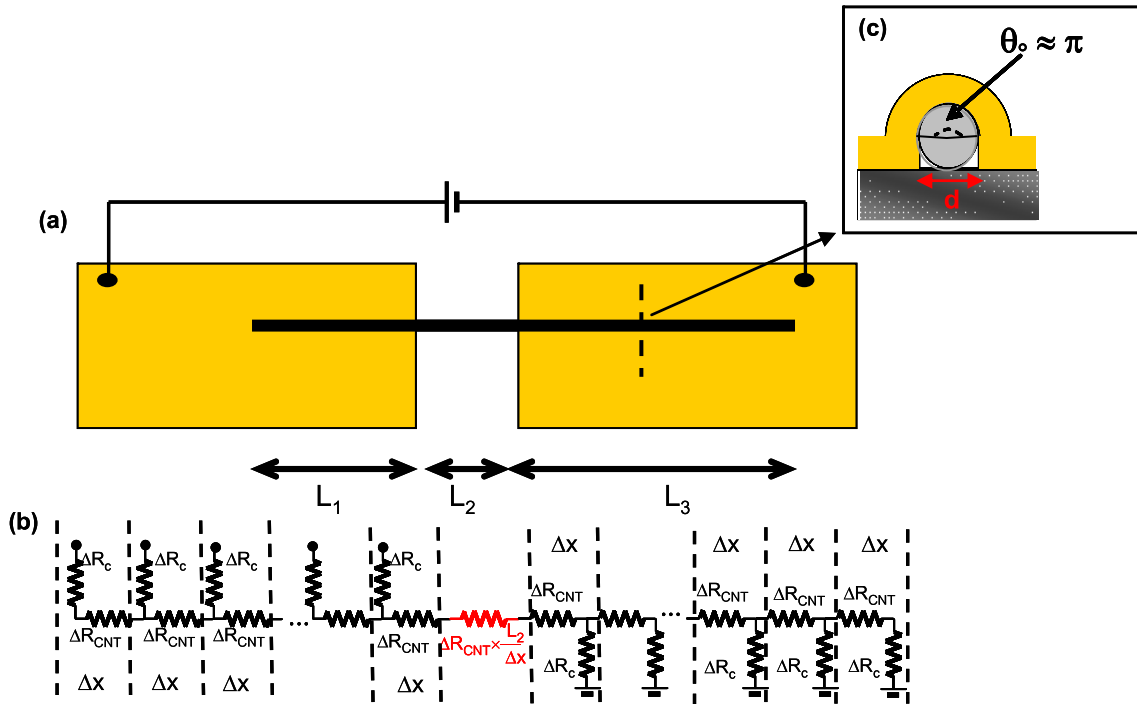 (c)
θ₀ ≈ π
d
(a)
L₁ L₂ L₃
(b)
Δx Δx Δx Δx
ΔRc ΔRc ΔRc ΔRc
ΔRCNT ΔRCNT ΔRCNT ΔRCNT
... ...
ΔRCNT ΔRCNT ΔRCNT ΔRCNT ΔRCNT× L₂/Δx
ΔRc ΔRc ΔRc ΔRc
Δx Δx Δx Δx